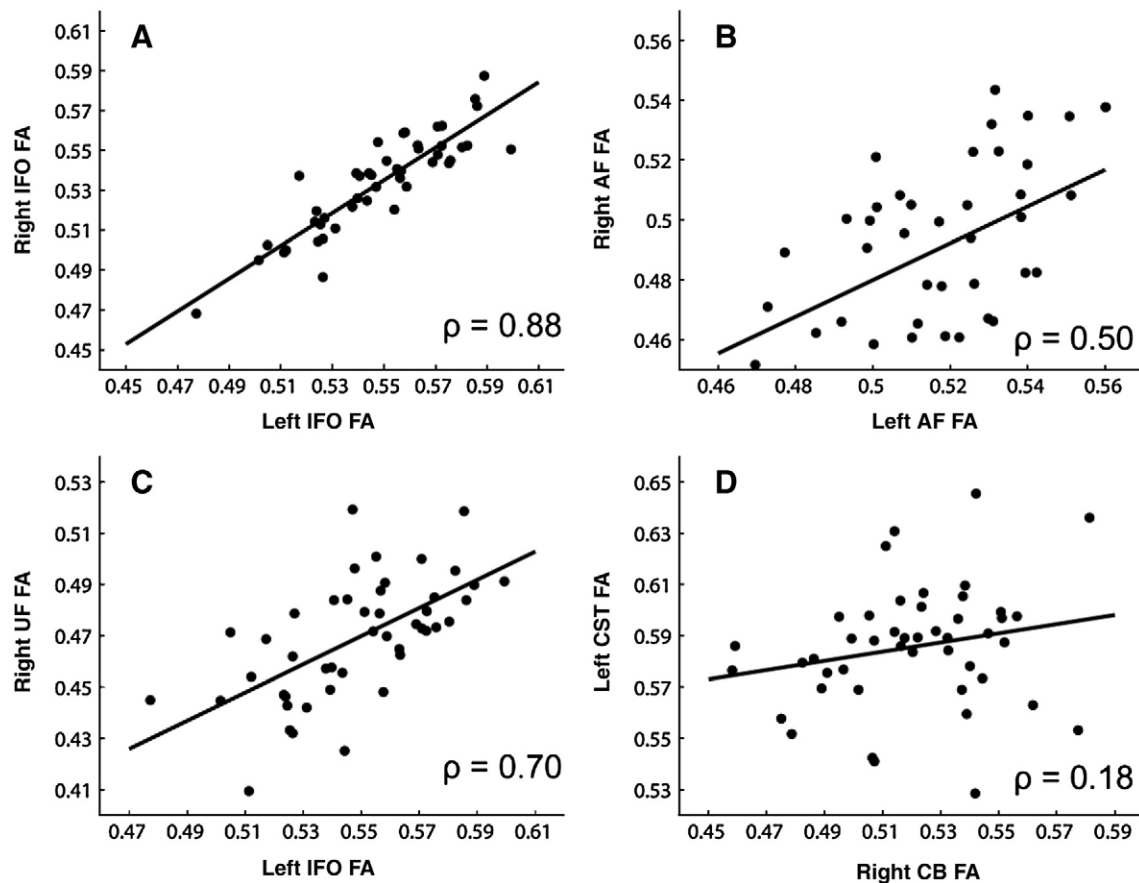 A
Right IFO FA
0.61
0.59
0.57
0.55
0.53
0.51
0.49
0.47
0.45
ρ = 0.88
0.45 0.47 0.49 0.51 0.53 0.55 0.57 0.59 0.61
Left IFO FA
B
Right AF FA
0.56
0.54
0.52
0.5
0.48
0.46
ρ = 0.50
0.46 0.48 0.5 0.52 0.54 0.56
Left AF FA
C
Right UF FA
0.53
0.51
0.49
0.47
0.45
0.43
0.41
ρ = 0.70
0.47 0.49 0.51 0.53 0.55 0.57 0.59 0.61
Left IFO FA
D
Left CST FA
0.65
0.63
0.61
0.59
0.57
0.55
0.53
ρ = 0.18
0.45 0.47 0.49 0.51 0.53 0.55 0.57 0.59
Right CB FA